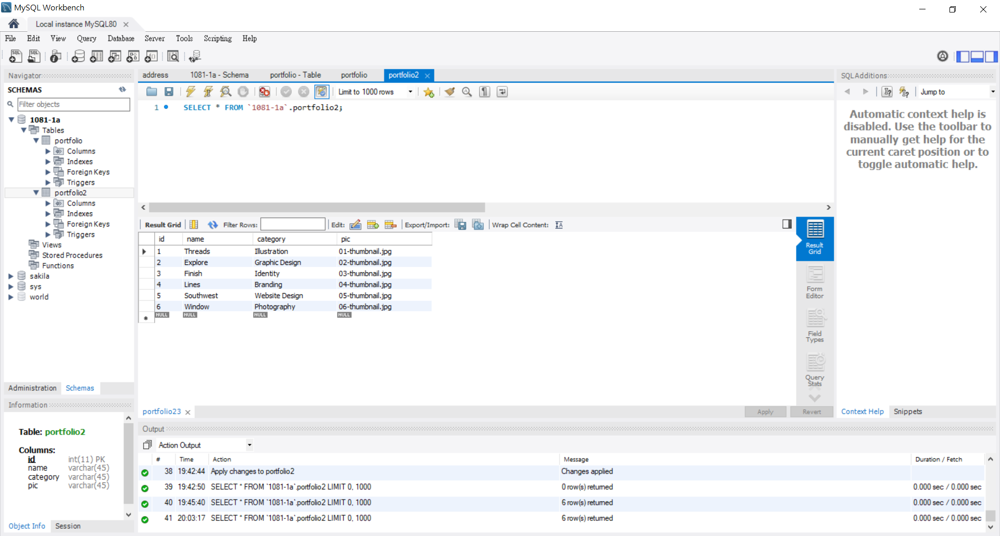 MySQL Workbench
Local instance MySQL80
File Edit View Query Database Server Tools Scripting Help
Navigator
SCHEMAS
Filter objects
1081-1a
Tables
portfolio
Columns
Indexes
Foreign Keys
Triggers
portfolio2
Columns
Indexes
Foreign Keys
Triggers
Views
Stored Procedures
Functions
sakila
sys
world
Administration Schemas
Information
Table: portfolio2
Columns:
id int(11) PK
name varchar(45)
category varchar(45)
pic varchar(45)
Object Info Session
address 1081-1a - Schema portfolio - Table portfolio portfolio2
Limit to 1000 rows
1 SELECT * FROM `1081-1a`.portfolio2;
Result Grid Filter Rows: Edit: Export/Import: Wrap Cell Content:
id name category pic
1 Threads Illustration 01-thumbnail.jpg
2 Explore Graphic Design 02-thumbnail.jpg
3 Finish Identity 03-thumbnail.jpg
4 Lines Branding 04-thumbnail.jpg
5 Southwest Website Design 05-thumbnail.jpg
6 Window Photography 06-thumbnail.jpg
NULL NULL NULL NULL
Result
Grid
Form
Editor
Field
Types
Query
Stats
portfolio23 Apply Revert
Output
Action Output
# Time Action Message Duration / Fetch
38 19:42:44 Apply changes to portfolio2 Changes applied
39 19:42:50 SELECT * FROM `1081-1a`.portfolio2 LIMIT 0, 1000 0 row(s) returned 0.000 sec / 0.000 sec
40 19:45:40 SELECT * FROM `1081-1a`.portfolio2 LIMIT 0, 1000 6 row(s) returned 0.000 sec / 0.000 sec
41 20:03:17 SELECT * FROM `1081-1a`.portfolio2 LIMIT 0, 1000 6 row(s) returned 0.000 sec / 0.000 sec
SQLAdditions
Jump to
Automatic context help is
disabled. Use the toolbar to
manually get help for the
current caret position or to
toggle automatic help.
Context Help Snippets